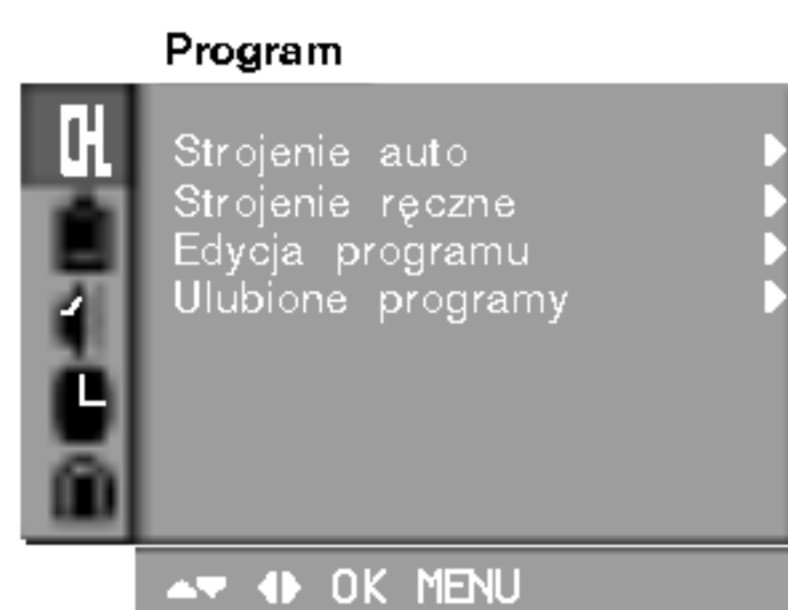 Program
CH
Strojenie auto
Strojenie ręczne
Edycja programu
Ulubione programy
OK MENU